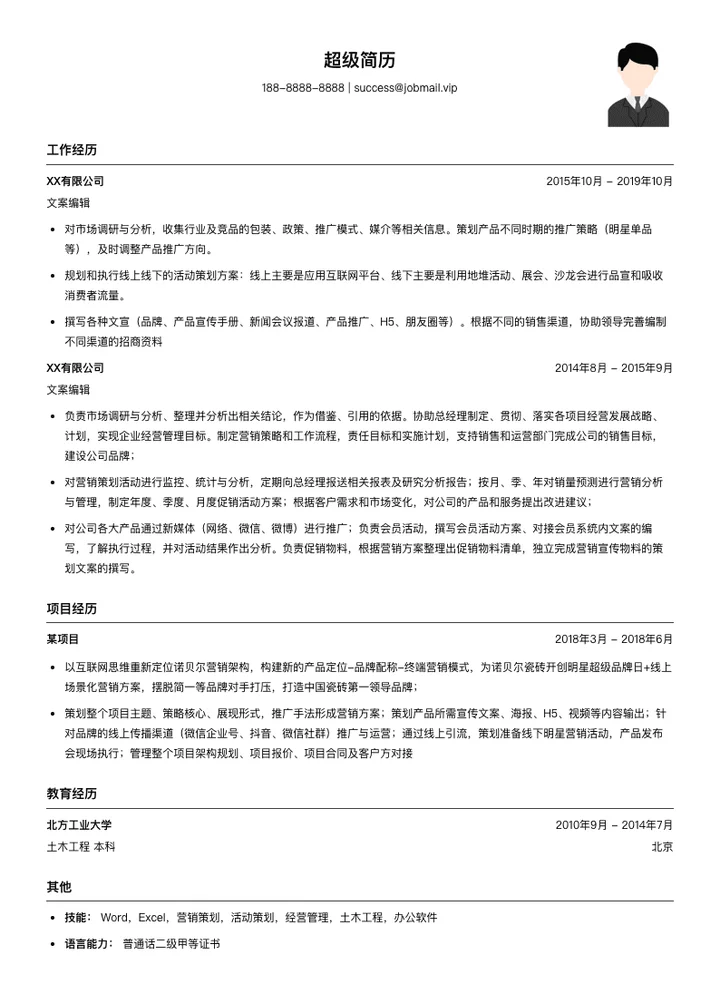 超级简历
188-8888-8888 | success@jobmail.vip
工作经历
XX有限公司 2015年10月 – 2019年10月
文案编辑
• 对市场调研与分析，收集行业及竞品的包装、政策、推广模式、媒介等相关信息。策划产品不同时期的推广策略（明星单品
等），及时调整产品推广方向。
• 规划和执行线上线下的活动策划方案：线上主要是应用互联网平台、线下主要是利用地堆活动、展会、沙龙会进行品宣和吸收
消费者流量。
• 撰写各种文宣（品牌、产品宣传手册、新闻会议报道、产品推广、H5、朋友圈等）。根据不同的销售渠道，协助领导完善编制
不同渠道的招商资料
XX有限公司 2014年8月 – 2015年9月
文案编辑
• 负责市场调研与分析、整理并分析出相关结论，作为借鉴、引用的依据。协助总经理制定、贯彻、落实各项目经营发展战略、
计划，实现企业经营管理目标。制定营销策略和工作流程，责任目标和实施计划，支持销售和运营部门完成公司的销售目标，
建设公司品牌；
• 对营销策划活动进行监控、统计与分析，定期向总经理报送相关报表及研究分析报告；按月、季、年对销量预测进行营销分析
与管理，制定年度、季度、月度促销活动方案；根据客户需求和市场变化，对公司的产品和服务提出改进建议；
• 对公司各大产品通过新媒体（网络、微信、微博）进行推广；负责会员活动，撰写会员活动方案、对接会员系统内文案的编
写，了解执行过程，并对活动结果作出分析。负责促销物料，根据营销方案整理出促销物料清单，独立完成营销宣传物料的策
划文案的撰写。
项目经历
某项目 2018年3月 – 2018年6月
• 以互联网思维重新定位诺贝尔营销架构，构建新的产品定位–品牌配称–终端营销模式，为诺贝尔瓷砖开创明星超级品牌日+线上
场景化营销方案，摆脱简一等品牌对手打压，打造中国瓷砖第一领导品牌；
• 策划整个项目主题、策略核心、展现形式，推广手法形成营销方案；策划产品所需宣传文案、海报、H5、视频等内容输出；针
对品牌的线上传播渠道（微信企业号、抖音、微信社群）推广与运营；通过线上引流，策划准备线下明星营销活动，产品发布
会现场执行；管理整个项目架构规划、项目报价、项目合同及客户方对接
教育经历
北方工业大学 2010年9月 – 2014年7月
土木工程 本科 北京
其他
• 技能： Word，Excel，营销策划，活动策划，经营管理，土木工程，办公软件
• 语言能力： 普通话二级甲等证书